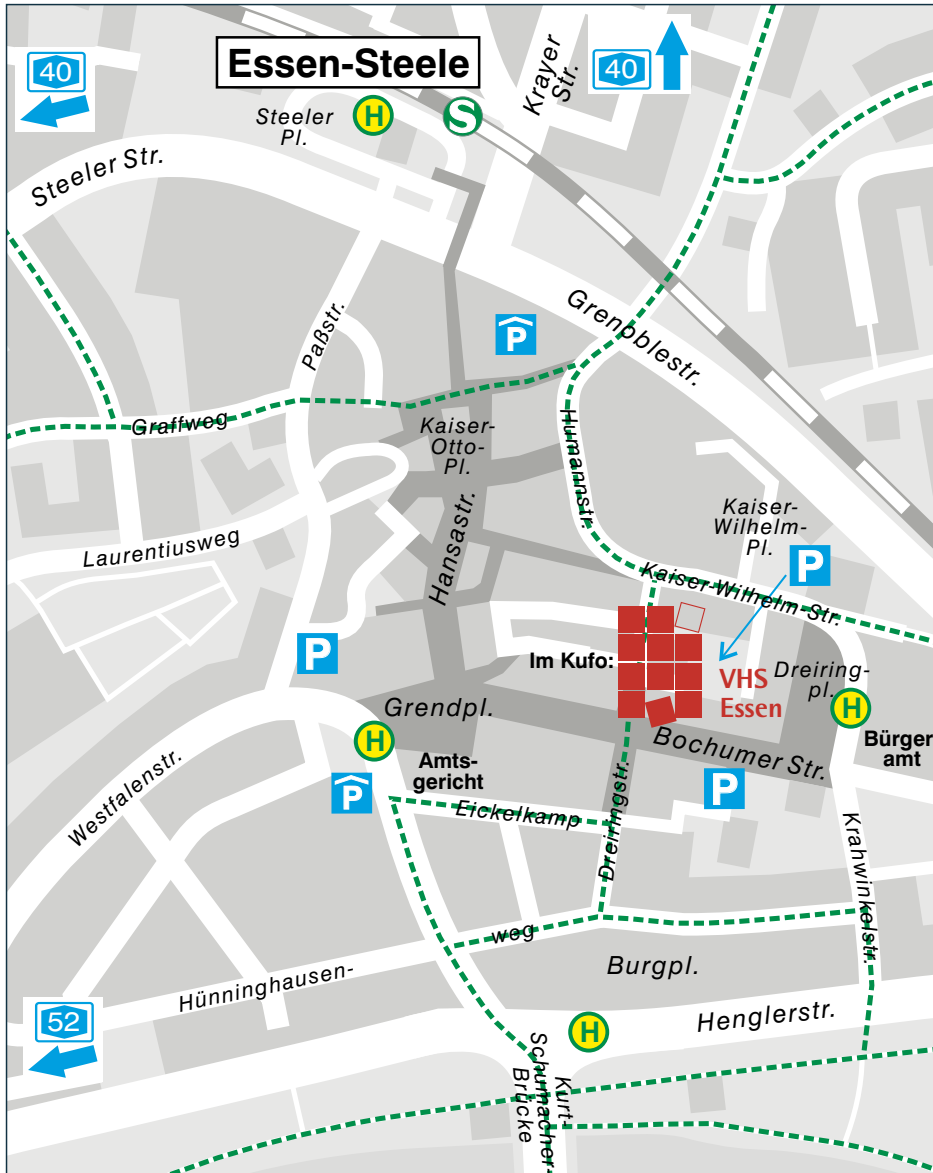 40
Essen-Steele
40
Krayer
Str.
Steeler
Pl.
H
S
Steeler Str.
Grenoblestr.
P
Paßstr.
Graffweg
Kaiser-
Otto-
Pl.
Humannstr.
Hansastr.
Kaiser-
Wilhelm-
Pl.
P
Laurentiusweg
Kaiser-Wilhelm-Str.
P
Im Kufo:
VHS
Essen
Dreiring-
pl.
H
Grendpl.
Bochumer Str.
Bürger
amt
H
Amts-
gericht
P
P
Westfalenstr.
Eickelkamp
Dreiringstr.
Krahwinkelstr.
weg
Hünninghausen-
Burgpl.
52
Henglerstr.
H
Kurt-
Schumacher-
Brücke